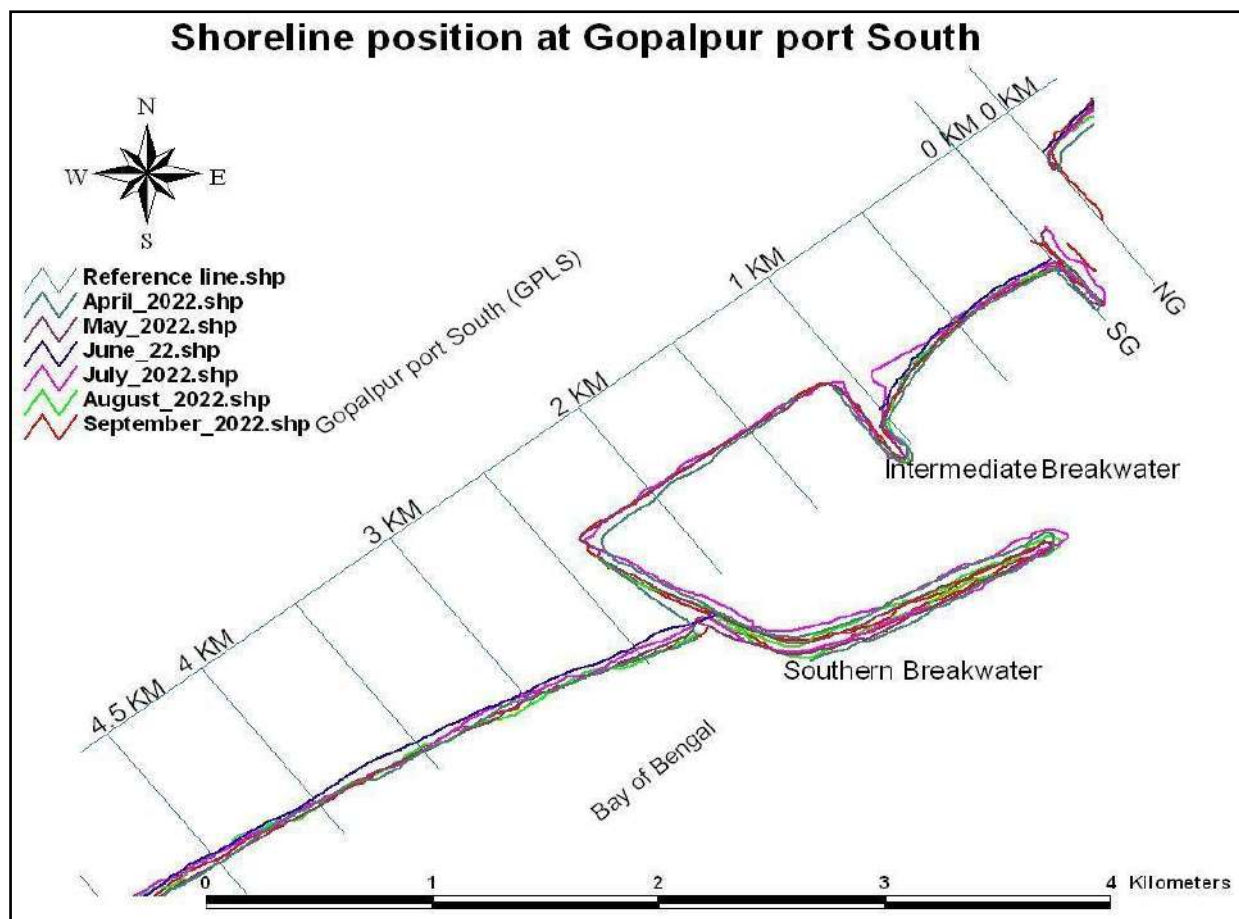 Shoreline position at Gopalpur port South
N
W
E
S
Reference line.shp
April_2022.shp
May_2022.shp
June_22.shp
July_2022.shp
August_2022.shp
September_2022.shp
Gopalpur port South (GPLS)
0 KM
0 KM
1 KM
2 KM
3 KM
4 KM
4.5 KM
NG
SG
Intermediate Breakwater
Southern Breakwater
Bay of Bengal
0 1 2 3 4 Kilometers